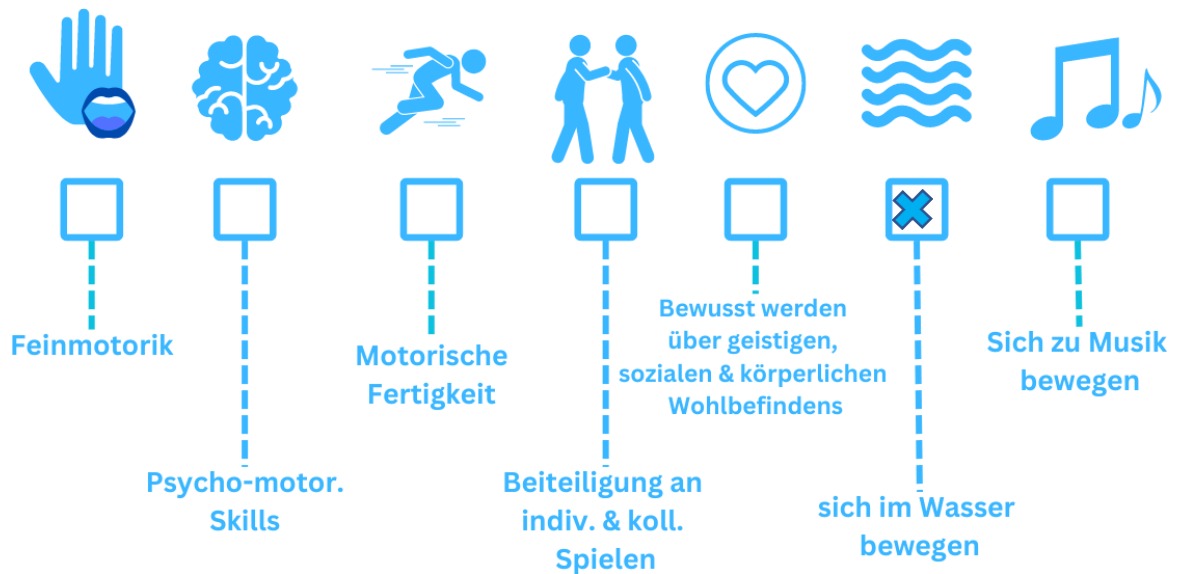 Feinmotorik
Psycho-motor.
Skills
Motorische
Fertigkeit
Beiteiligung an
indiv. & koll.
Spielen
Bewusst werden
über geistigen,
sozialen & körperlichen
Wohlbefindens
sich im Wasser
bewegen
Sich zu Musik
bewegen